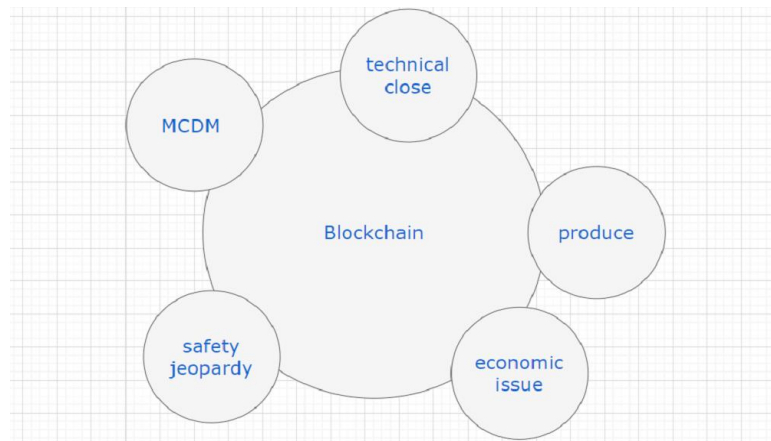 technical
close
MCDM
Blockchain
produce
safety
jeopardy
economic
issue